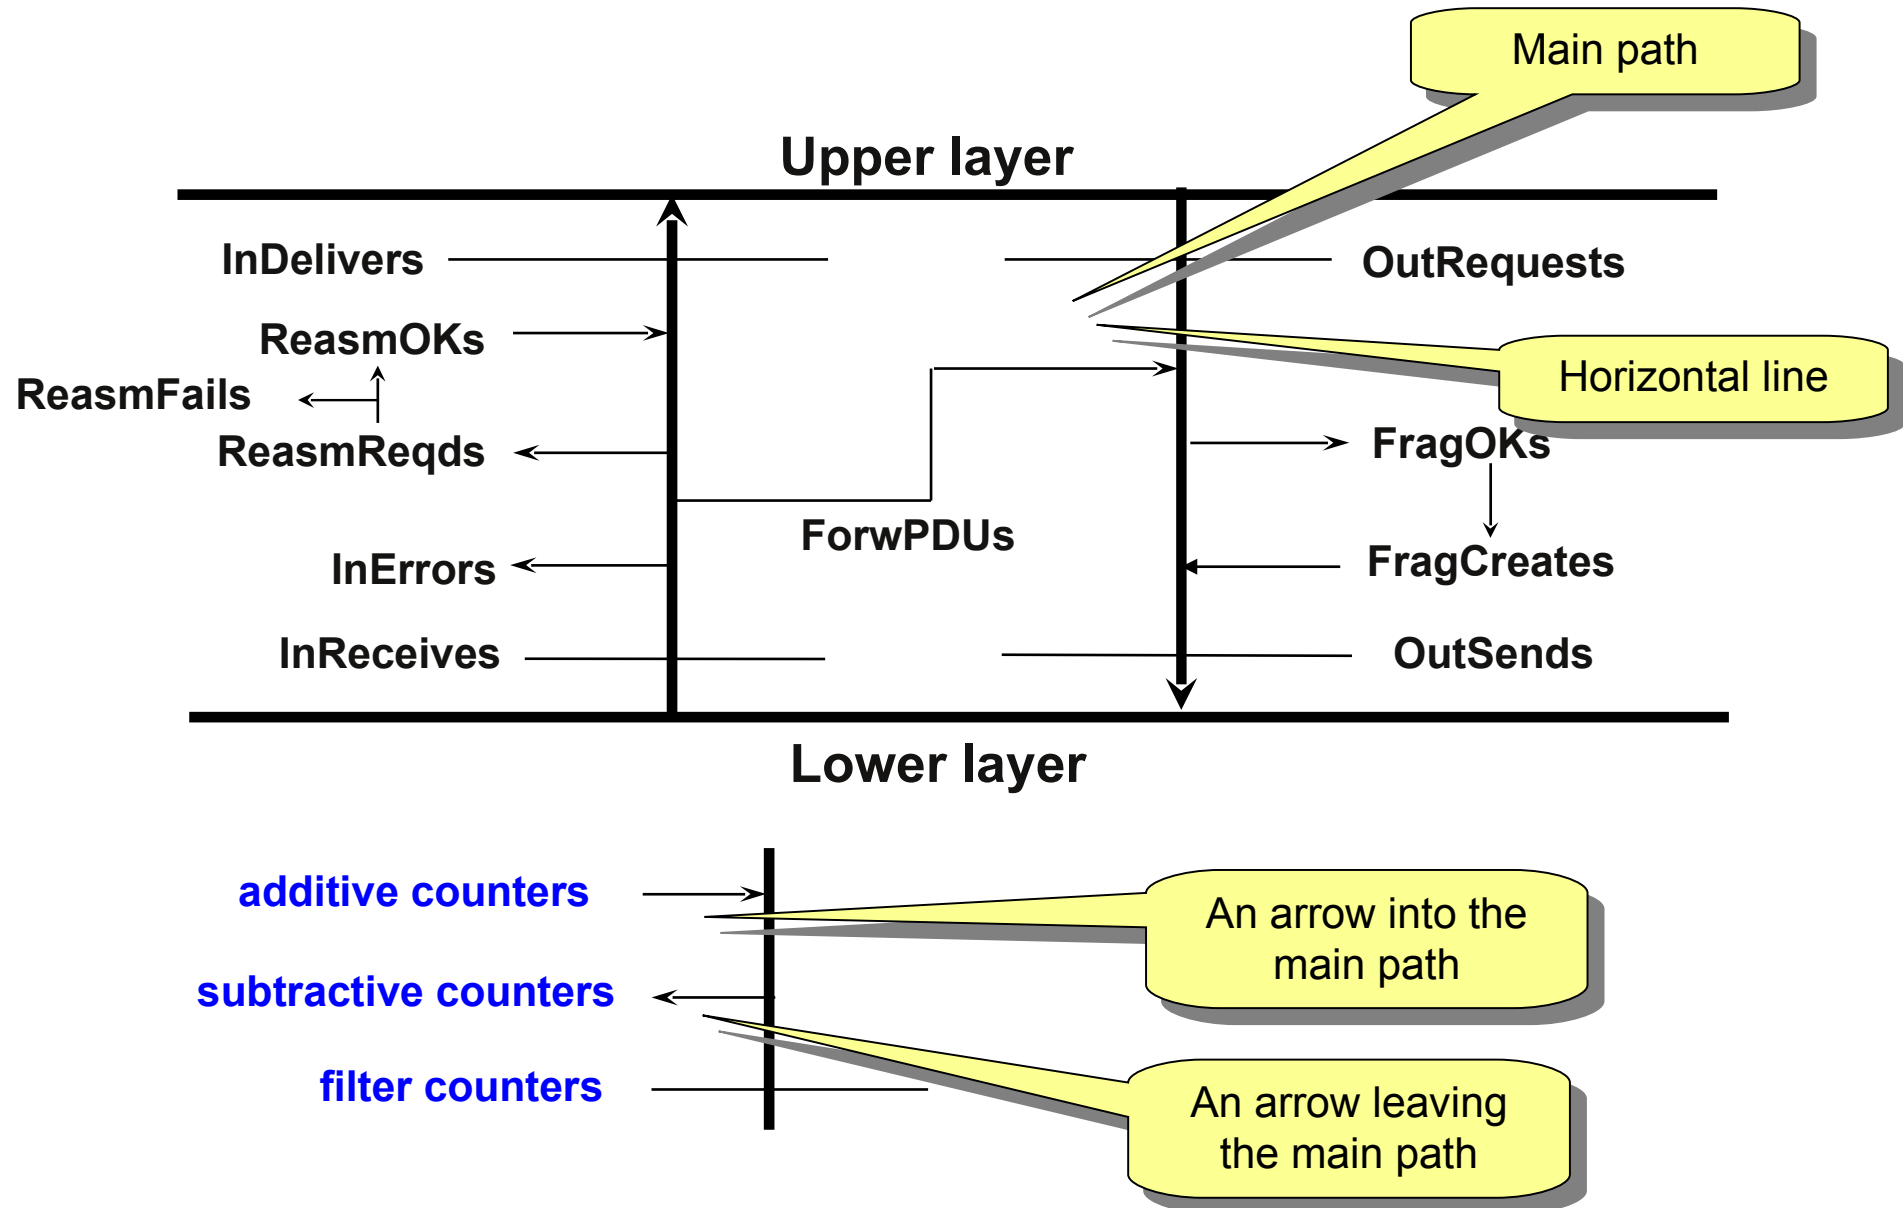 Main path
Upper layer
InDelivers
OutRequests
ReasmOKs
Horizontal line
ReasmFails
ReasmReqds
FragOKs
ForwPDUs
InErrors
FragCreates
InReceives
OutSends
Lower layer
additive counters
An arrow into the
main path
subtractive counters
filter counters
An arrow leaving
the main path